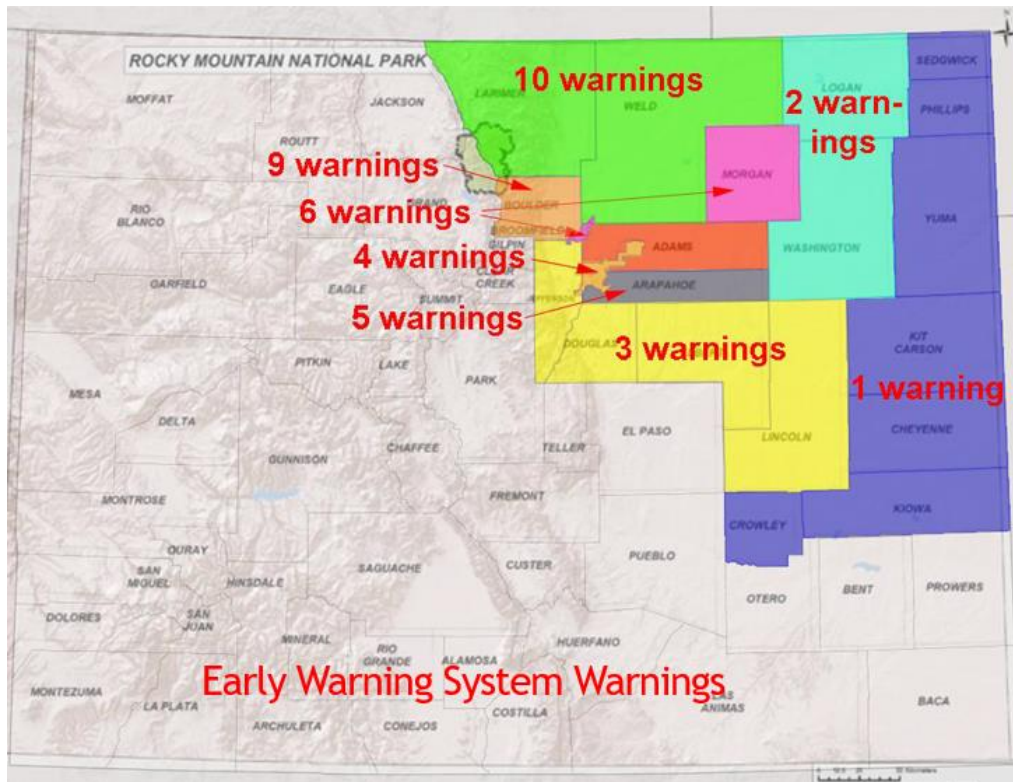 ROCKY MOUNTAIN NATIONAL PARK
SEDGWICK
10 warnings
LARIMER
WELD
LOGAN
MOFFAT
JACKSON
PHILLIPS
2 warn-
ings
ROUTT
9 warnings
MORGAN
6 warnings
GRAND
BOULDER
RIO
BLANCO
YUMA
BROOMFIELD
GILPIN
ADAMS
WASHINGTON
4 warnings
CLEAR
CREEK
GARFIELD
EAGLE
SUMMIT
JEFFERSON
ARAPAHOE
5 warnings
DOUGLAS
3 warnings
KIT
CARSON
PITKIN
LAKE
PARK
MESA
1 warning
DELTA
EL PASO
LINCOLN
CHEYENNE
CHAFFEE
TELLER
GUNNISON
MONTROSE
FREMONT
KIOWA
CROWLEY
OURAY
PUEBLO
SAN
MIGUEL
HINSDALE
SAGUACHE
CUSTER
BENT
PROWERS
OTERO
DOLORES
SAN
JUAN
MINERAL
RIO
GRANDE
ALAMOSA
HUERFANO
Early Warning System Warnings
MONTEZUMA
LA PLATA
ARCHULETA
CONEJOS
COSTILLA
LAS
ANIMAS
BACA